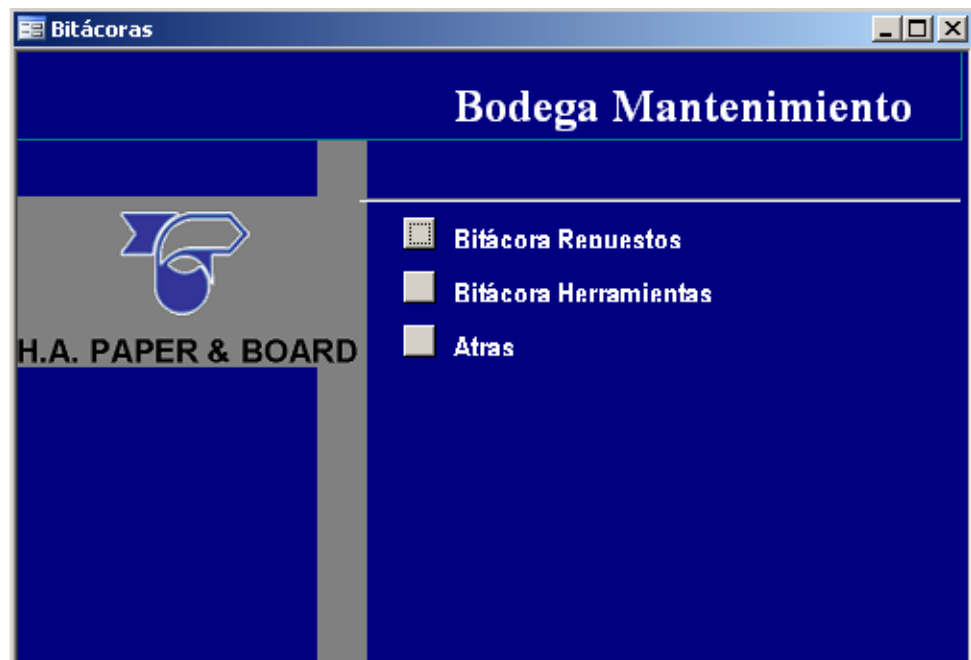 Bitácoras
Bodega Mantenimiento
Bitácora Repuestos
Bitácora Herramientas
Atras
H.A. PAPER & BOARD